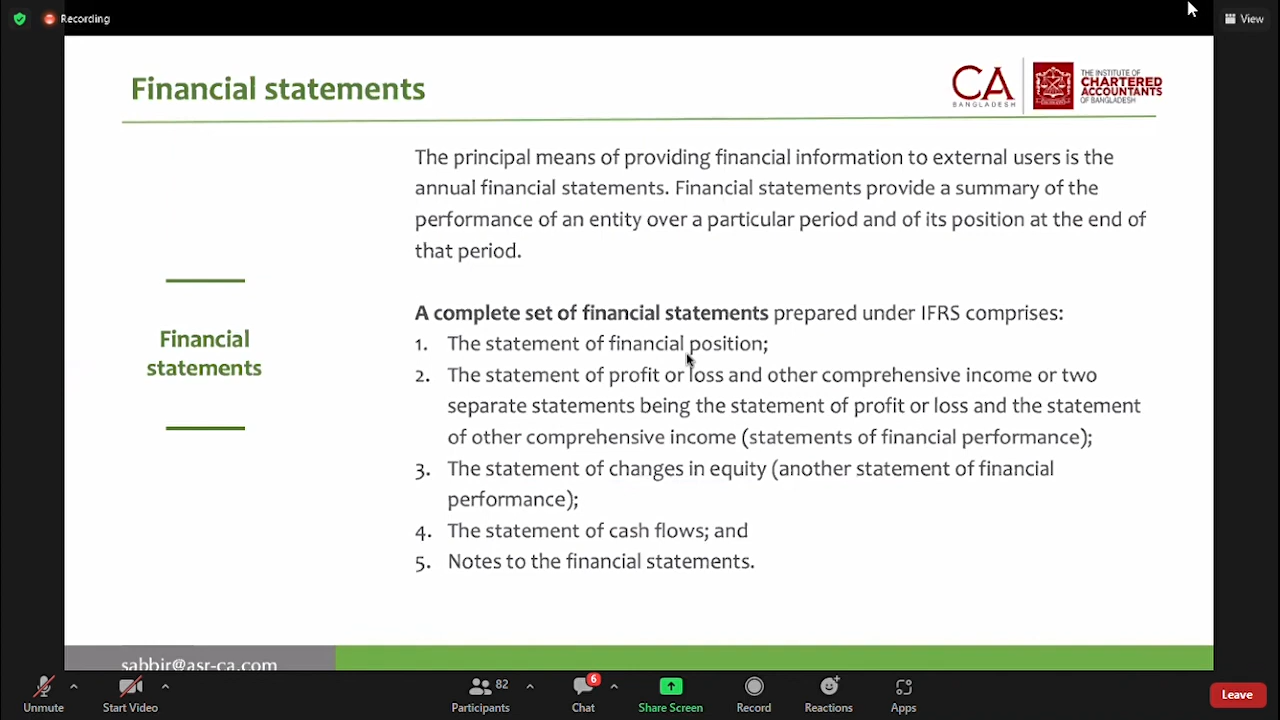 Recording
View
Financial statements
CA
BANGLADESH
THE INSTITUTE OF
CHARTERED
ACCOUNTANTS
OF BANGLADESH
The principal means of providing financial information to external users is the
annual financial statements. Financial statements provide a summary of the
performance of an entity over a particular period and of its position at the end of
that period.
Financial
statements
A complete set of financial statements prepared under IFRS comprises:
1. The statement of financial position;
2. The statement of profit or loss and other comprehensive income or two
separate statements being the statement of profit or loss and the statement
of other comprehensive income (statements of financial performance);
3. The statement of changes in equity (another statement of financial
performance);
4. The statement of cash flows; and
5. Notes to the financial statements.
sabbir@asr-ca.com
Unmute
Start Video
82
Participants
6
Chat
Share Screen
Record
Reactions
Apps
Leave